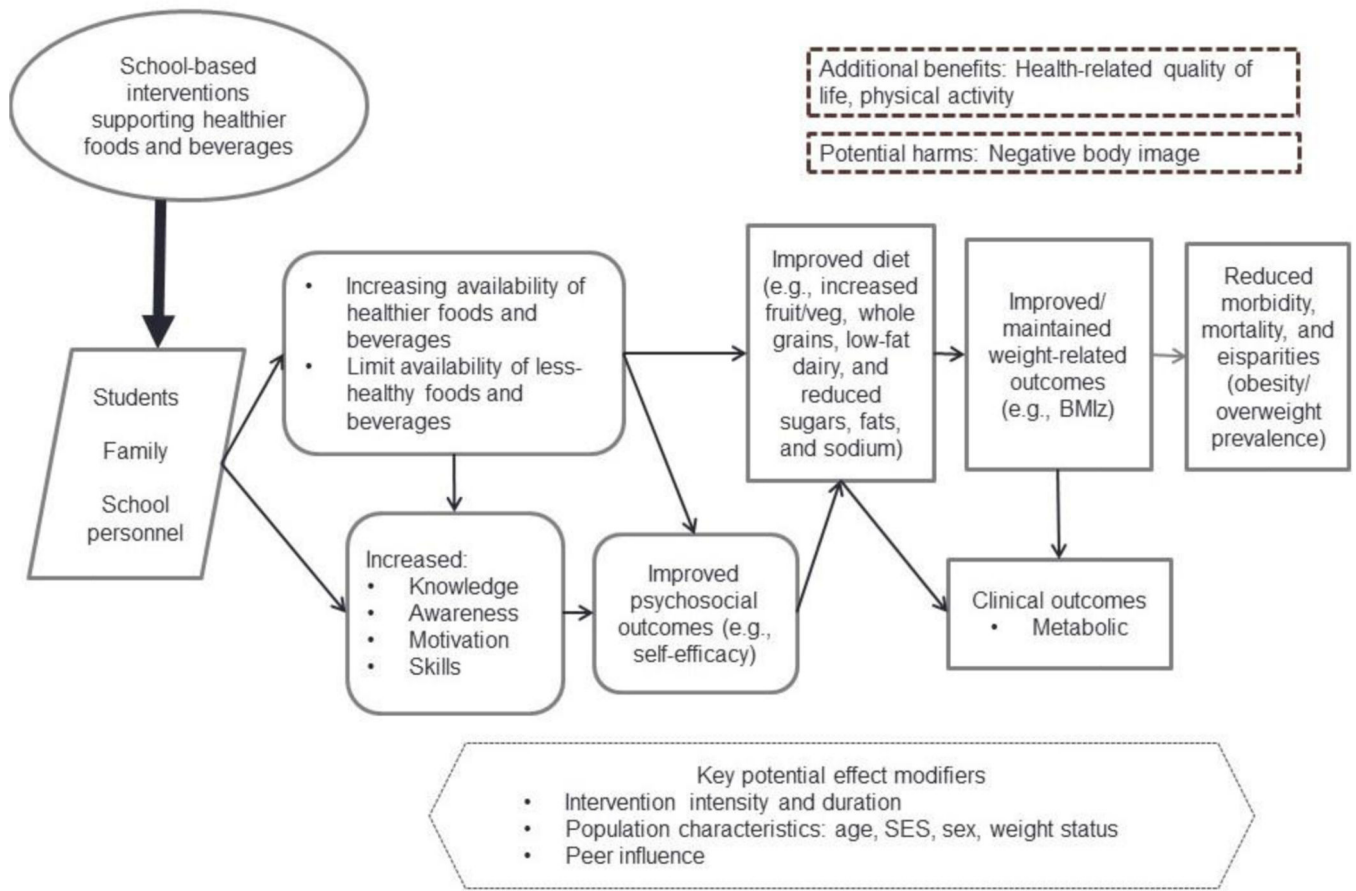 School-based
interventions
supporting healthier
foods and beverages
Additional benefits: Health-related quality of
life, physical activity
Potential harms: Negative body image
Students
Family
School
personnel
• Increasing availability of
healthier foods and
beverages
• Limit availability of less-
healthy foods and
beverages
Increased:
• Knowledge
• Awareness
• Motivation
• Skills
Improved
psychosocial
outcomes (e.g.,
self-efficacy)
Improved diet
(e.g., increased
fruit/veg, whole
grains, low-fat
dairy, and
reduced
sugars, fats,
and sodium)
Improved/
maintained
weight-related
outcomes
(e.g., BMIz)
Reduced
morbidity,
mortality, and
eisparities
(obesity/
overweight
prevalence)
Clinical outcomes
• Metabolic
Key potential effect modifiers
• Intervention intensity and duration
• Population characteristics: age, SES, sex, weight status
• Peer influence